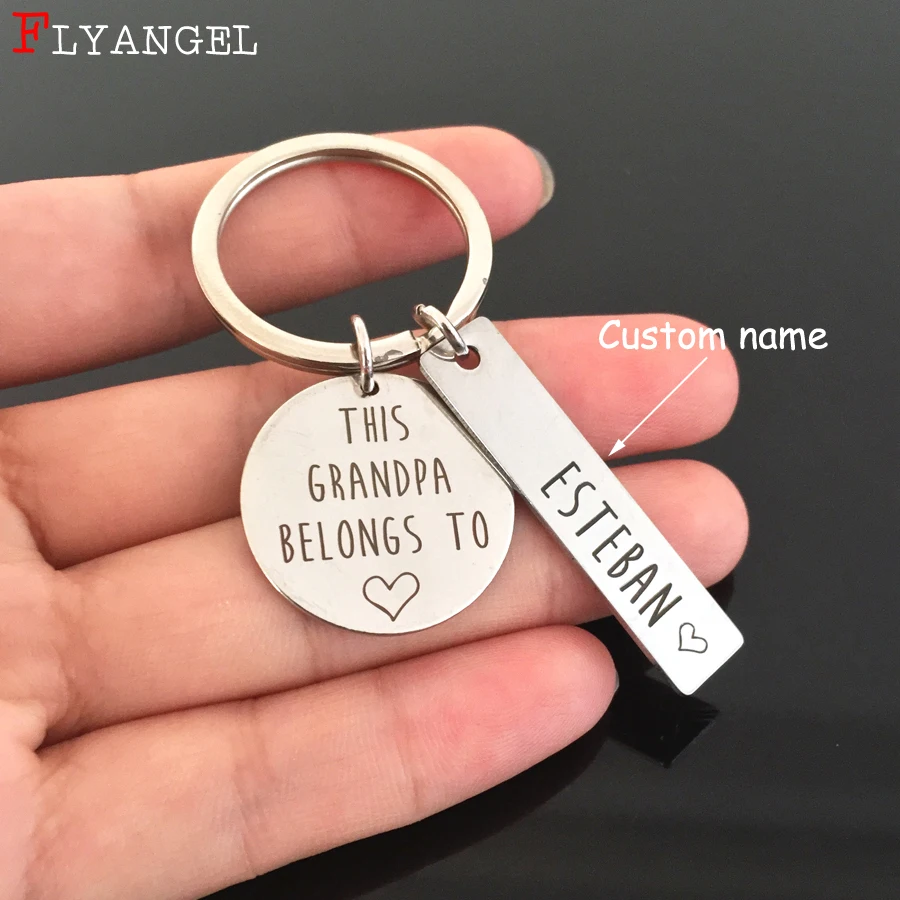 FLYANGEL
Custom name
THIS
GRANDPA
BELONGS TO
ESTEBAN